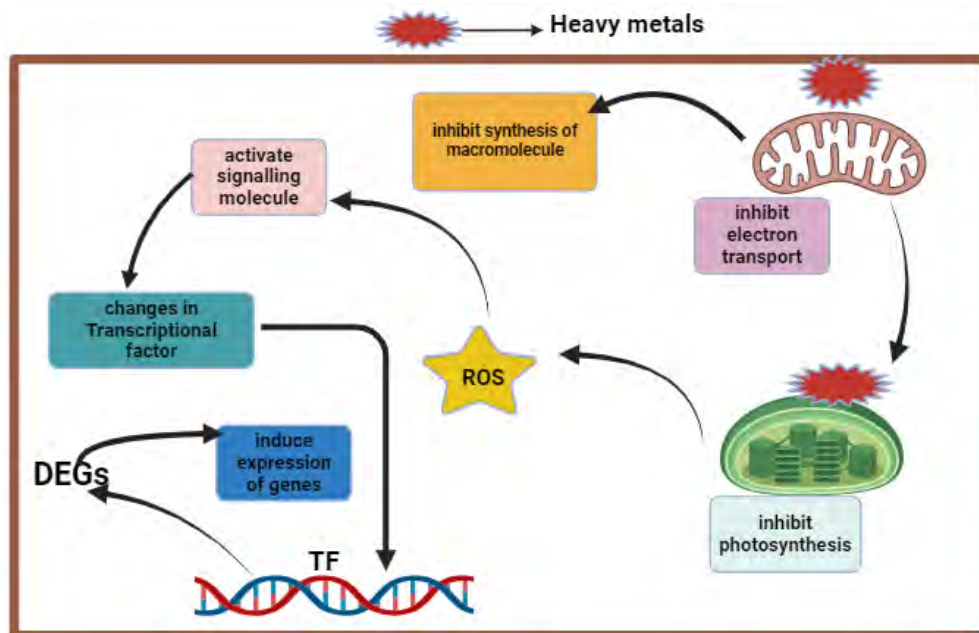 Heavy metals
inhibit synthesis of
macromolecule
activate
signalling
molecule
inhibit
electron
transport
changes in
Transcriptional
factor
ROS
induce
expression
of genes
DEGs
inhibit
photosynthesis
TF